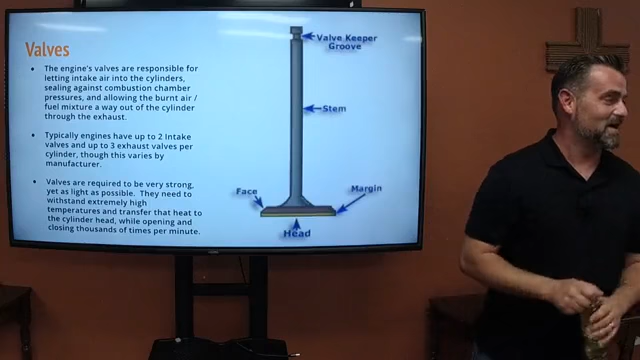 Valves
● The engine's valves are responsible for
letting intake air into the cylinders,
sealing against combustion chamber
pressures, and allowing the burnt air /
fuel mixture a way out of the cylinder
through the exhaust.
● Typically engines have up to 2 Intake
valves and up to 3 exhaust valves per
cylinder, though this varies by
manufacturer.
● Valves are required to be very strong,
yet as light as possible. They need to
withstand extremely high
temperatures and transfer that heat to
the cylinder head, while opening and
closing thousands of times per minute.
Valve Keeper
Groove
Stem
Face
Margin
Head